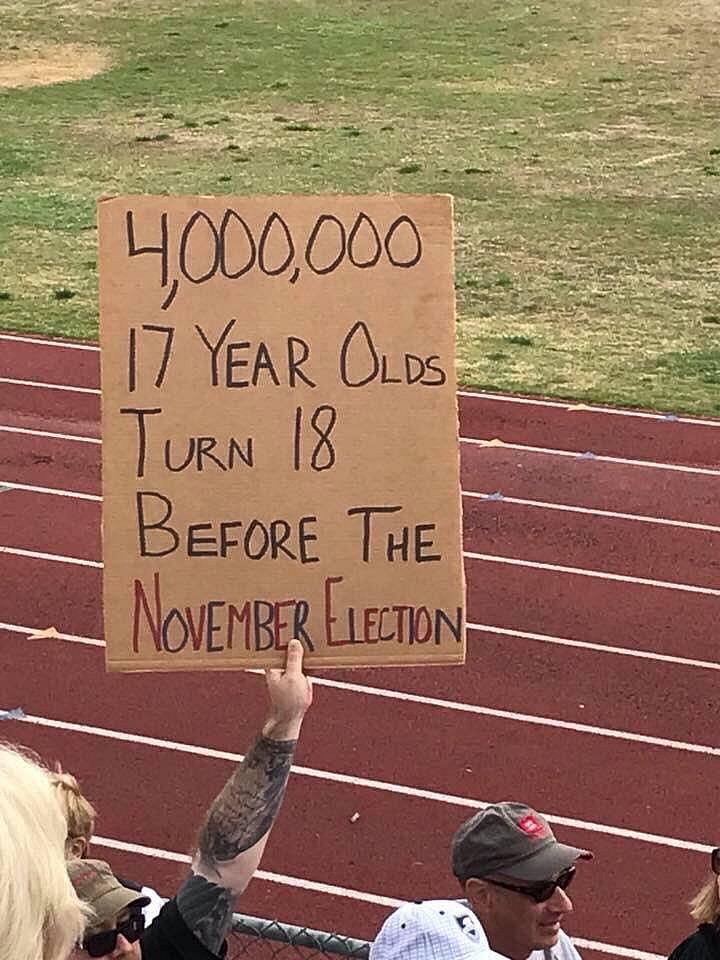 4,000,000
17 YEAR OLDS
TURN 18
BEFORE THE
NOVEMBER ELECTION